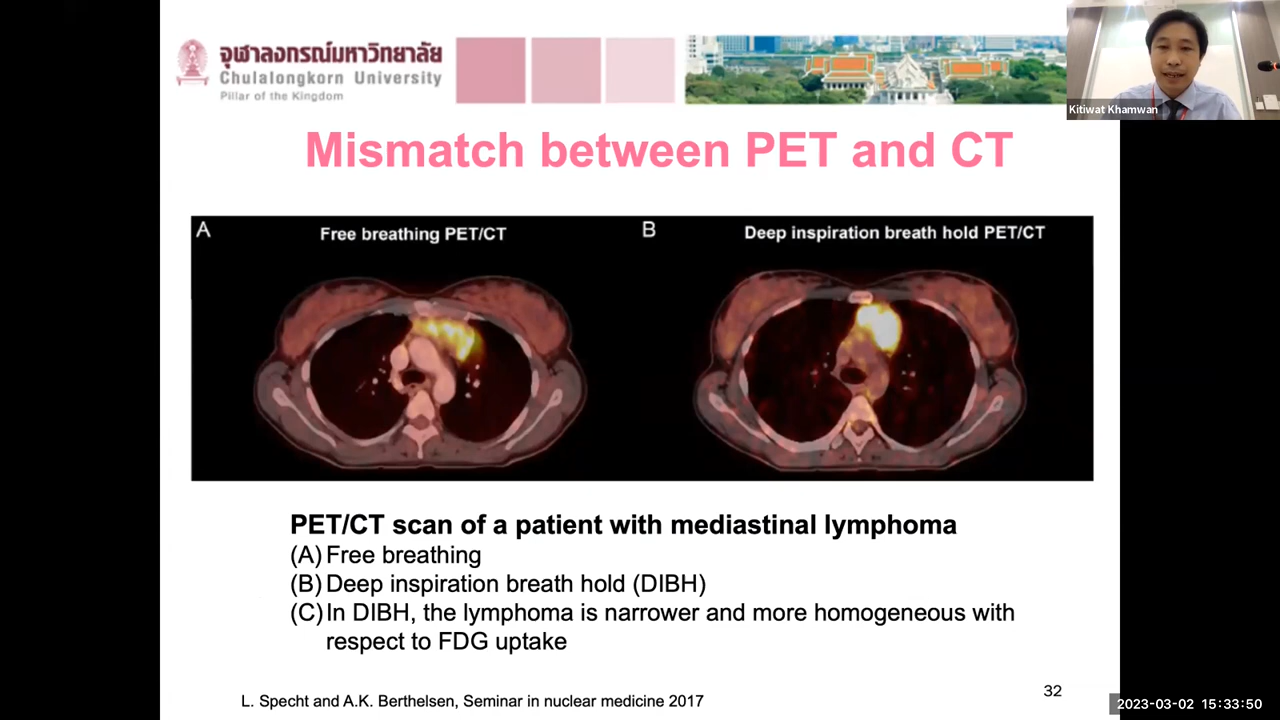 จุฬาลงกรณ์มหาวิทยาลัย
Chulalongkorn University
Pillar of the Kingdom
Kitiwat Khamwan
Mismatch between PET and CT
A
Free breathing PET/CT
B
Deep inspiration breath hold PET/CT
PET/CT scan of a patient with mediastinal lymphoma
(A) Free breathing
(B) Deep inspiration breath hold (DIBH)
(C) In DIBH, the lymphoma is narrower and more homogeneous with
respect to FDG uptake
L. Specht and A.K. Berthelsen, Seminar in nuclear medicine 2017
32
2023-03-02 15:33:50